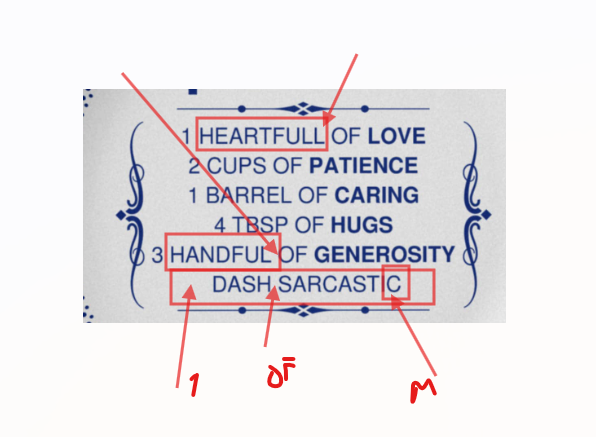 1 HEARTFULL OF LOVE
2 CUPS OF PATIENCE
1 BARREL OF CARING
4 TBSP OF HUGS
3 HANDFUL OF GENEROSITY
DASH SARCASTIC
1 OF M